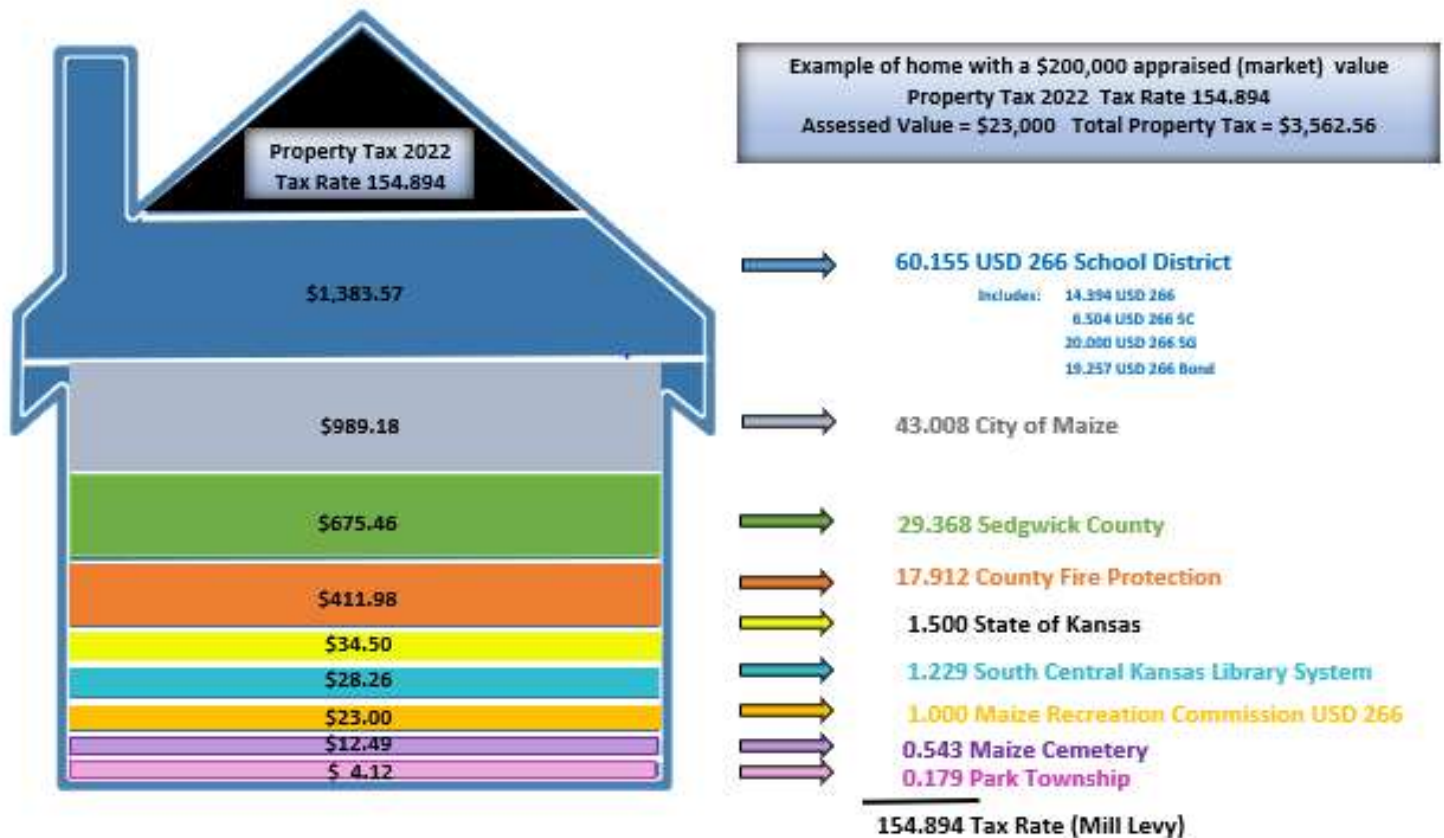 Property Tax 2022
Tax Rate 154.894
Example of home with a $200,000 appraised (market) value
Property Tax 2022 Tax Rate 154.894
Assessed Value = $23,000 Total Property Tax = $3,562.56
$1,383.57
60.155 USD 266 School District
Includes: 14.394 USD 266
6.504 USD 266 SC
20.000 USD 266 SG
19.257 USD 266 Bond
$989.18
43.008 City of Maize
$675.46
29.368 Sedgwick County
$411.98
17.912 County Fire Protection
$34.50
1.500 State of Kansas
$28.26
1.229 South Central Kansas Library System
$23.00
1.000 Maize Recreation Commission USD 266
$12.49
0.543 Maize Cemetery
$ 4.12
0.179 Park Township
154.894 Tax Rate (Mill Levy)